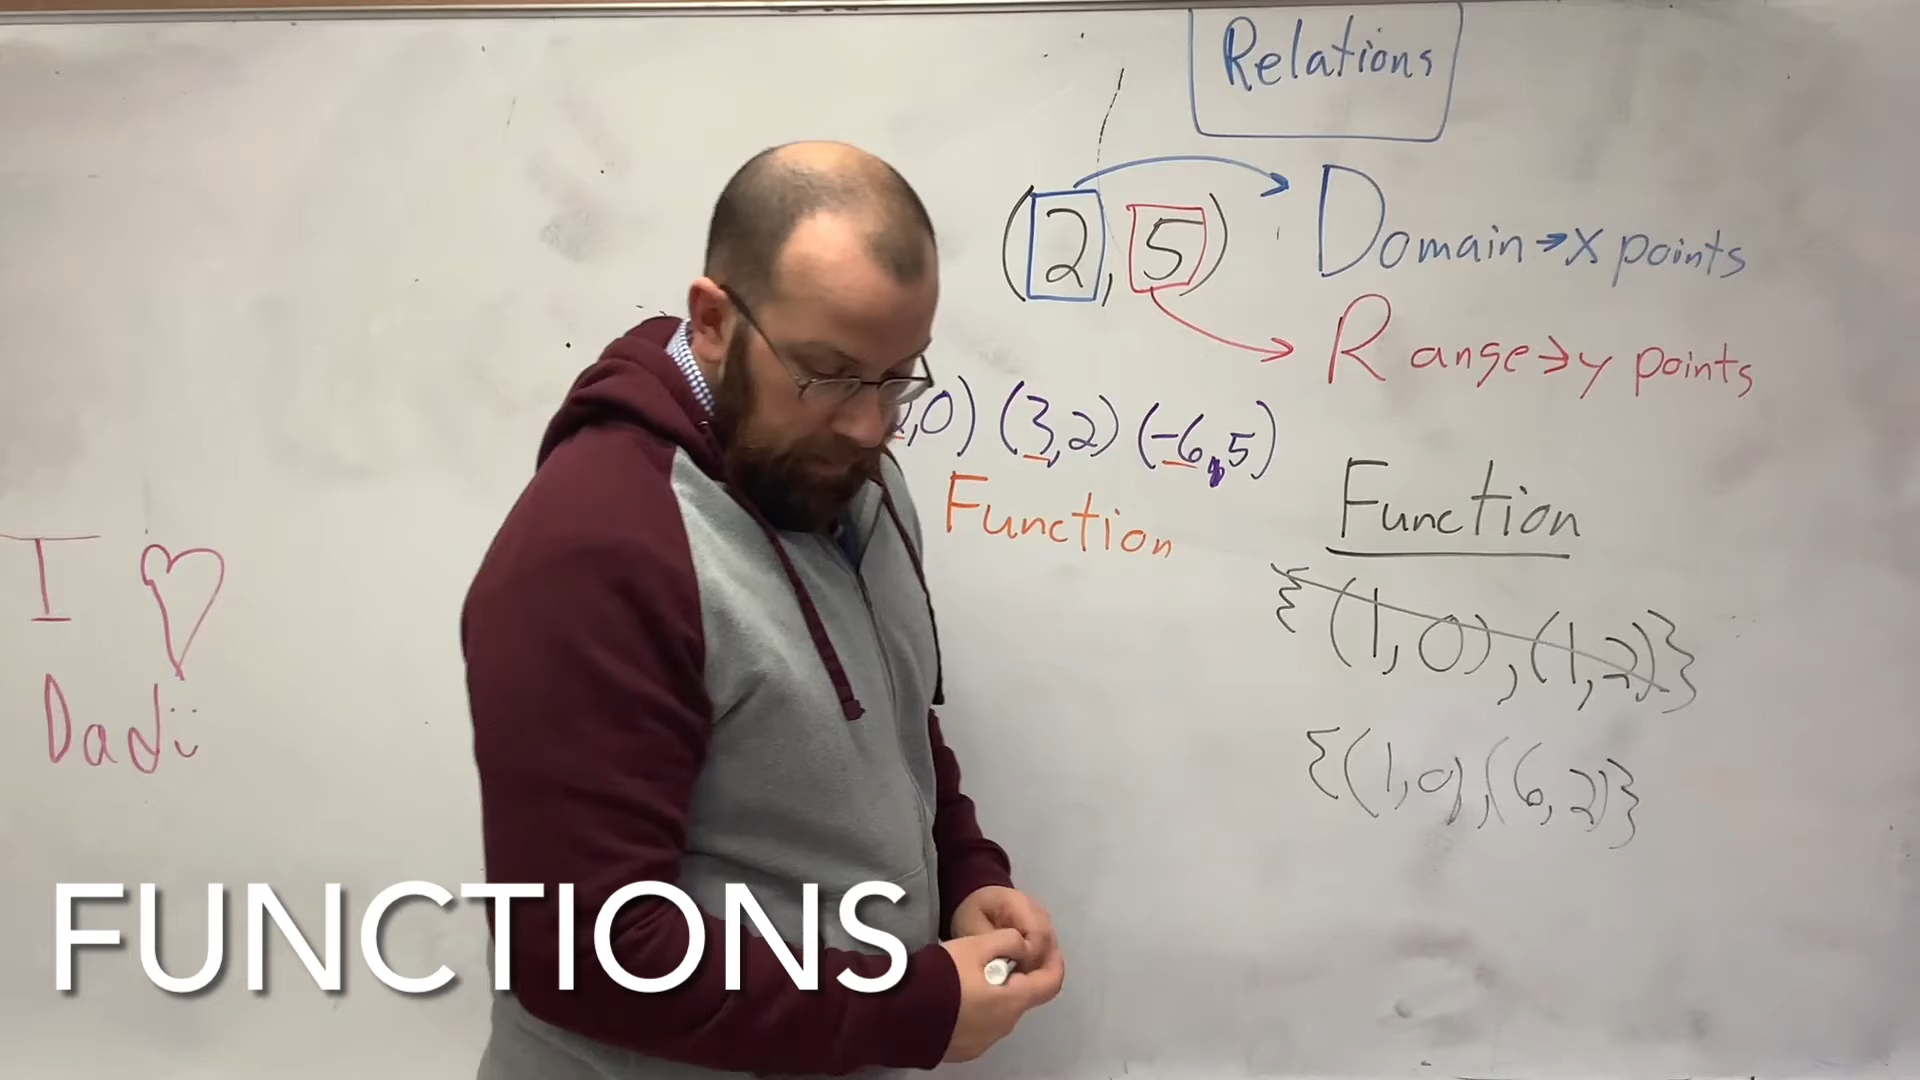 Relations
(2,5)
Domain → x points
Range → y points
,0) (3,2) (-6,5)
Function
Function
{(1,0),(1,2)}
{(1,0),(6,2)}
I ♡
Dad ü
FUNCTIONS